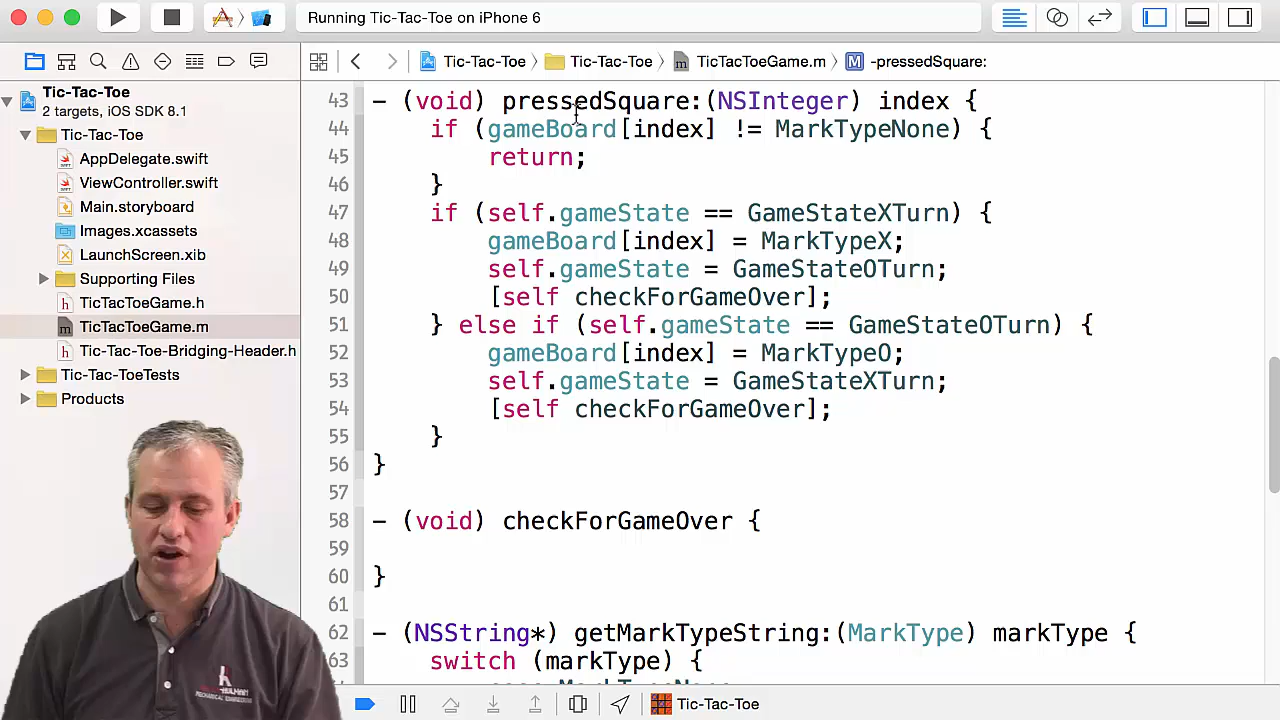 Running Tic-Tac-Toe on iPhone 6
Tic-Tac-Toe
Tic-Tac-Toe
TicTacToeGame.m
M
-pressedSquare:
Tic-Tac-Toe
2 targets, iOS SDK 8.1
Tic-Tac-Toe
AppDelegate.swift
ViewController.swift
Main.storyboard
Images.xcassets
LaunchScreen.xib
Supporting Files
h TicTacToeGame.h
m TicTacToeGame.m
h Tic-Tac-Toe-Bridging-Header.h
Tic-Tac-ToeTests
Products
43 - (void) pressedSquare:(NSInteger) index {
44 if (gameBoard[index] != MarkTypeNone) {
45 return;
46 }
47 if (self.gameState == GameStateXTurn) {
48 gameBoard[index] = MarkTypeX;
49 self.gameState = GameStateOTurn;
50 [self checkForGameOver];
51 } else if (self.gameState == GameStateOTurn) {
52 gameBoard[index] = MarkTypeO;
53 self.gameState = GameStateXTurn;
54 [self checkForGameOver];
55 }
56 }
57
58 - (void) checkForGameOver {
59
60 }
61
62 - (NSString*) getMarkTypeString:(MarkType) markType {
63 switch (markType) {
Tic-Tac-Toe
MECHANICAL ENGINEERING